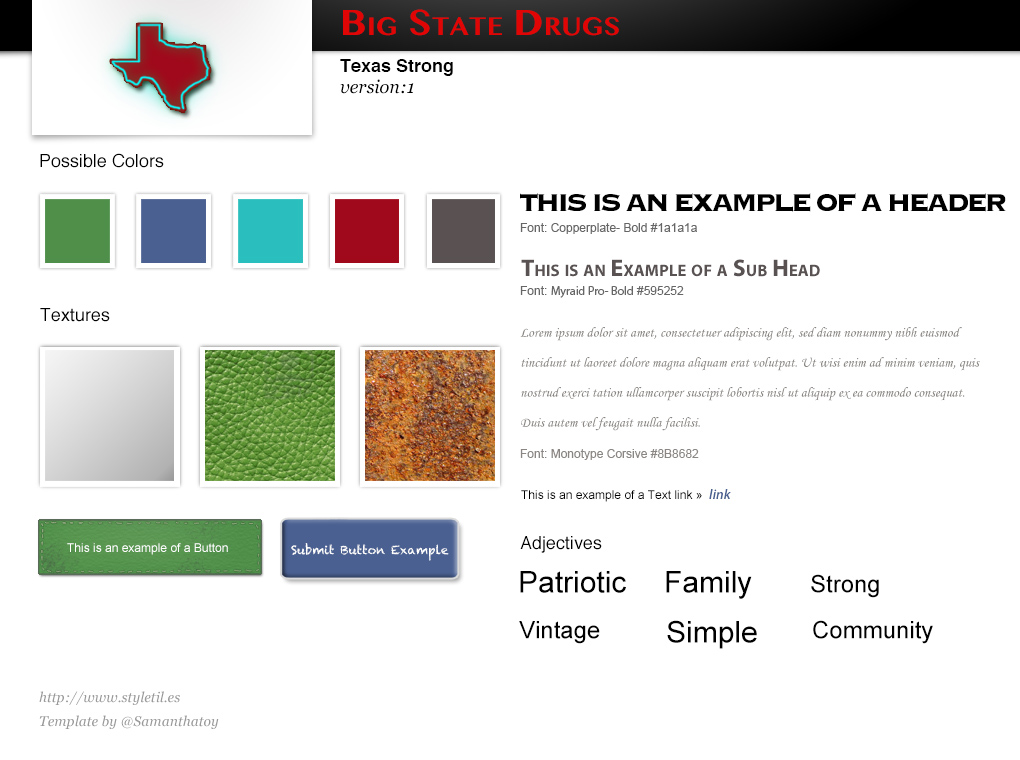 Big State Drugs
Texas Strong
version:1
Possible Colors
THIS IS AN EXAMPLE OF A HEADER
Font: Copperplate- Bold #1a1a1a
This is an Example of a Sub Head
Font: Myraid Pro- Bold #595252
Textures
Lorem ipsum dolor sit amet, consectetuer adipiscing elit, sed diam nonummy nibh euismod
tincidunt ut laoreet dolore magna aliquam erat volutpat. Ut wisi enim ad minim veniam, quis
nostrud exerci tation ullamcorper suscipit lobortis nisl ut aliquip ex ea commodo consequat.
Duis autem vel feugait nulla facilisi.
Font: Monotype Corsive #8B8682
This is an example of a Text link » link
This is an example of a Button
Submit Button Example
Adjectives
Patriotic Family Strong
Vintage Simple Community
http://www.styletil.es
Template by @Samanthatoy